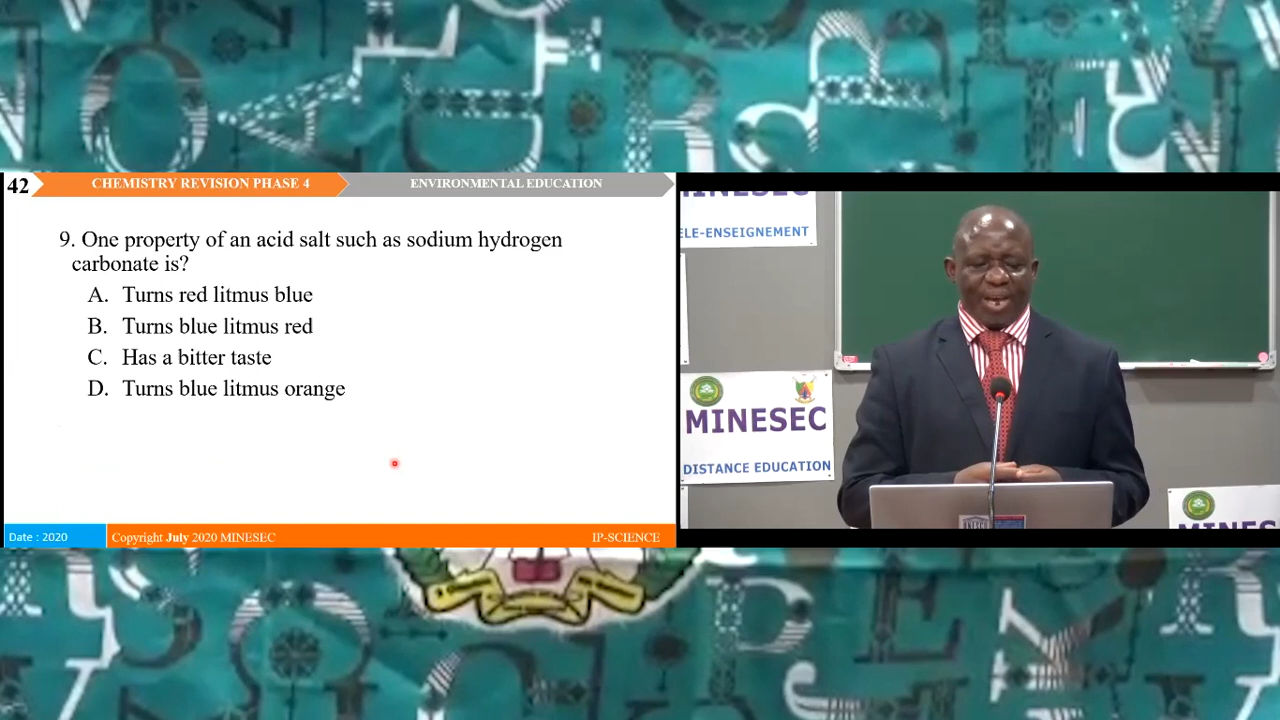 42
CHEMISTRY REVISION PHASE 4
ENVIRONMENTAL EDUCATION
9. One property of an acid salt such as sodium hydrogen
carbonate is?
A. Turns red litmus blue
B. Turns blue litmus red
C. Has a bitter taste
D. Turns blue litmus orange
Date : 2020
Copyright July 2020 MINESEC
IP-SCIENCE
ELE-ENSEIGNEMENT
MINESEC
DISTANCE EDUCATION